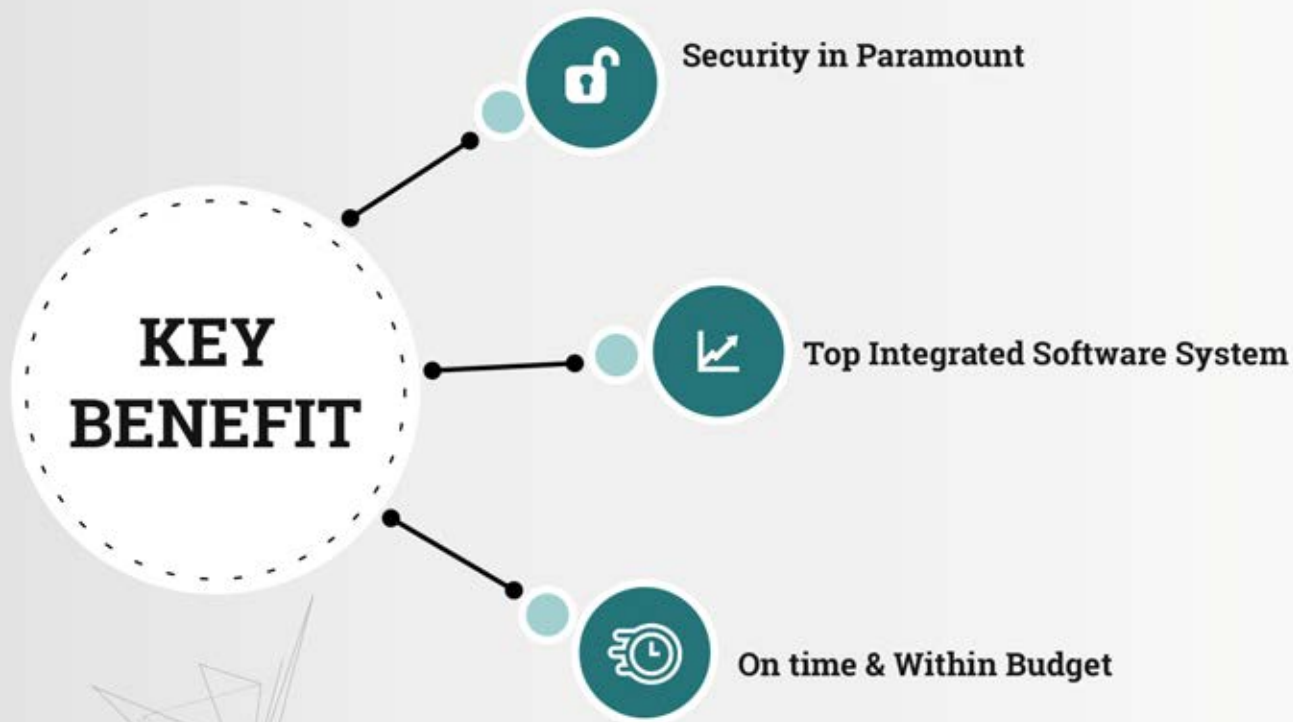 Security in Paramount
KEY
BENEFIT
Top Integrated Software System
On time & Within Budget